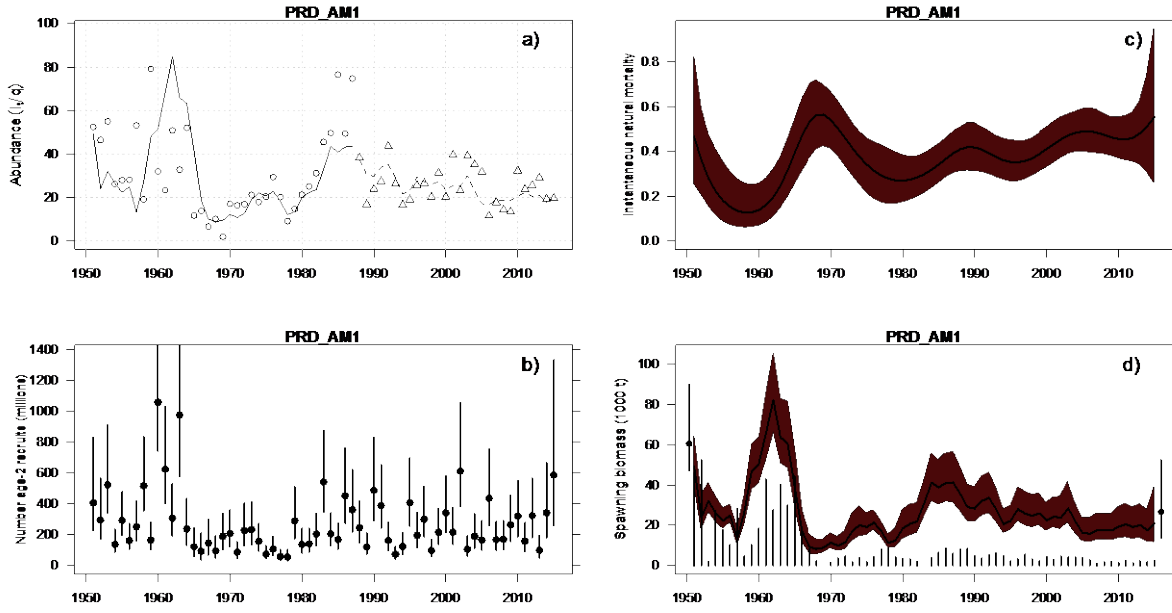 PRD_AM1
a)
Abundance (Iₜ/q)
100
80
60
40
20
0
1950 1960 1970 1980 1990 2000 2010
PRD_AM1
c)
Instantaneous natural mortality
0.8
0.6
0.4
0.2
0.0
1950 1960 1970 1980 1990 2000 2010
PRD_AM1
b)
Number age-2 recruits (millions)
1400
1200
1000
800
600
400
200
0
1950 1960 1970 1980 1990 2000 2010
PRD_AM1
d)
Spawning biomass (1000 t)
100
80
60
40
20
0
1950 1960 1970 1980 1990 2000 2010